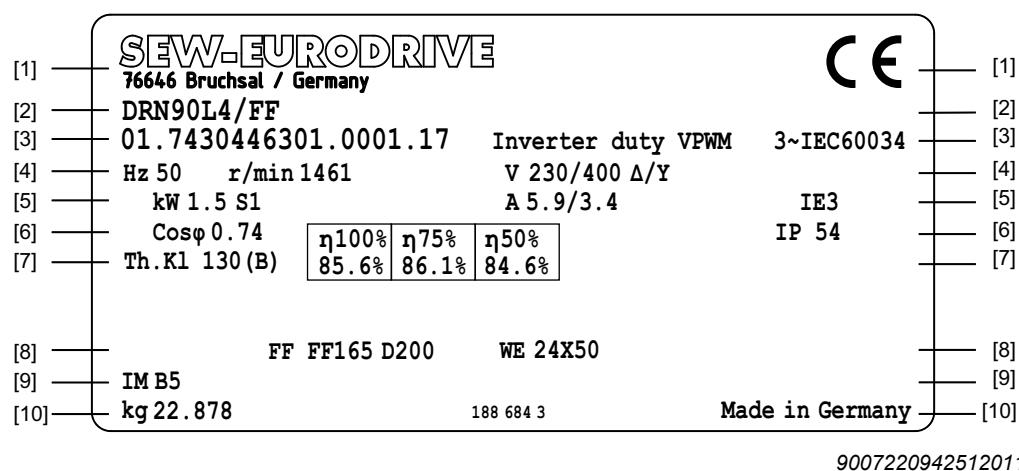 [1] SEW-EURODRIVE CE [1]
76646 Bruchsal / Germany
[2] DRN90L4/FF [2]
[3] 01.7430446301.0001.17 Inverter duty VPWM 3~IEC60034 [3]
[4] Hz 50 r/min 1461 V 230/400 Δ/Y [4]
[5] kW 1.5 S1 A 5.9/3.4 IE3 [5]
[6] Cosφ 0.74 η100% η75% η50% IP 54 [6]
[7] Th.Kl 130(B) 85.6% 86.1% 84.6% [7]
[8] FF FF165 D200 WE 24X50 [8]
[9] IM B5 [9]
[10] kg 22.878 188 684 3 Made in Germany [10]